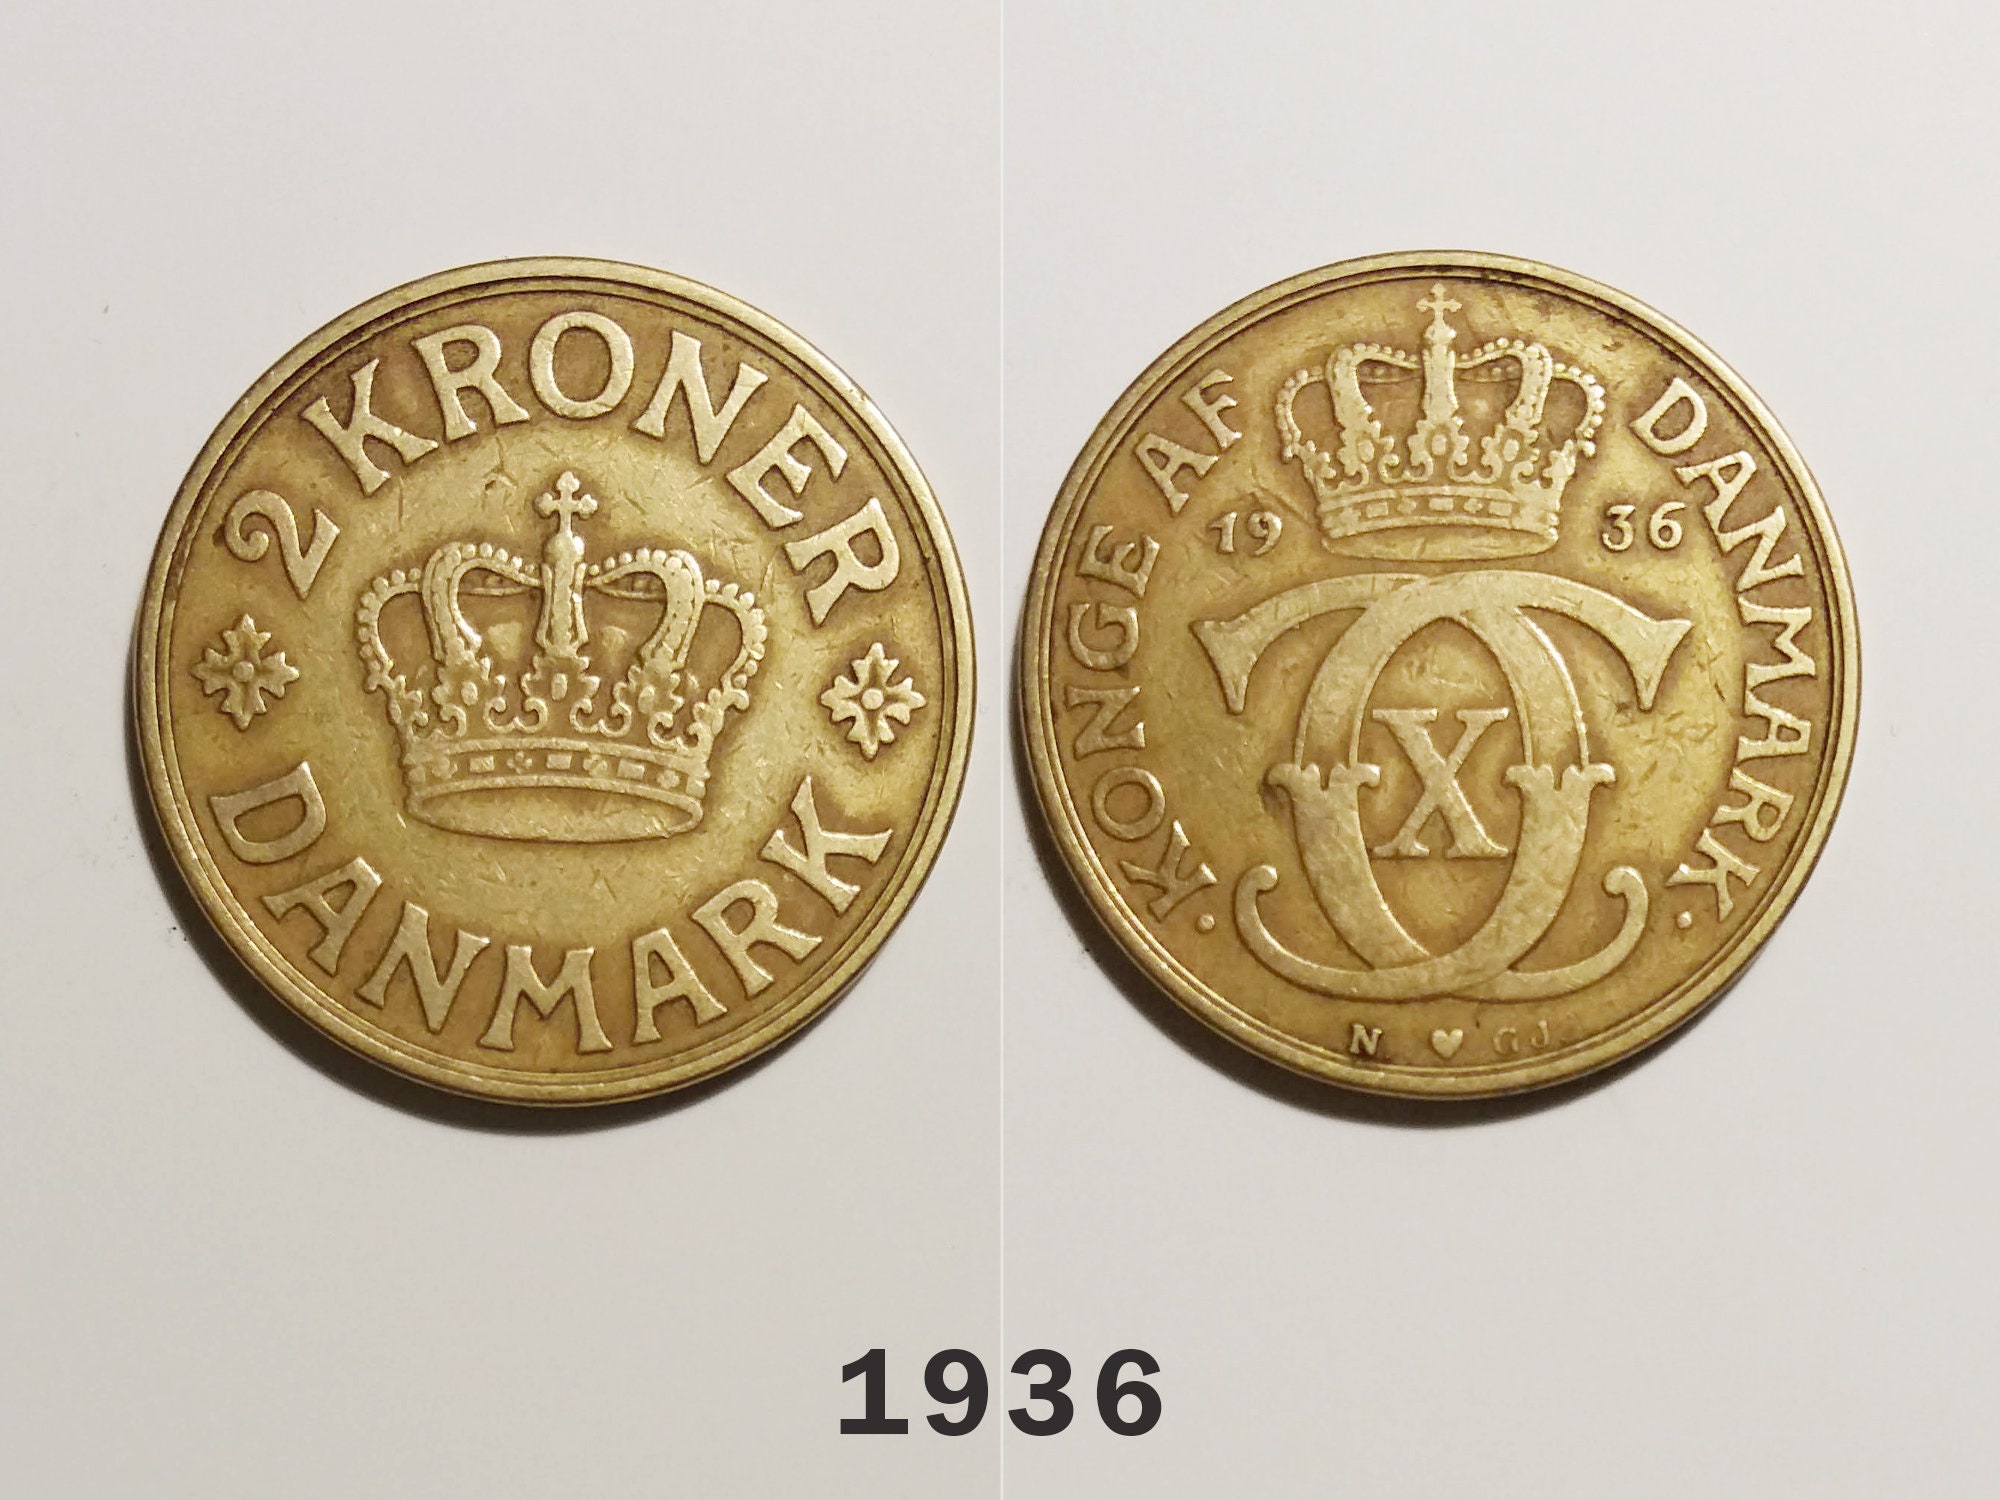 2 KRONER
DANMARK
· KONGE AF DANMARK ·
19 36
X
N ♥ GJ.
1936